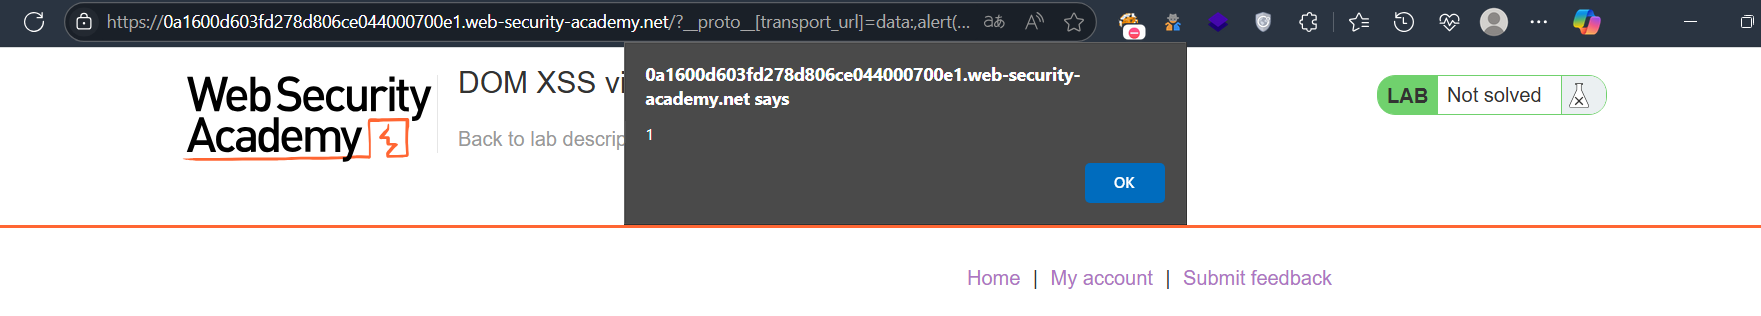 https://0a1600d603fd278d806ce044000700e1.web-security-academy.net/?__proto__[transport_url]=data:,alert(...
0a1600d603fd278d806ce044000700e1.web-security-
academy.net says
1
OK
Web Security
Academy
DOM XSS vi
Back to lab descrip
LAB Not solved
Home | My account | Submit feedback